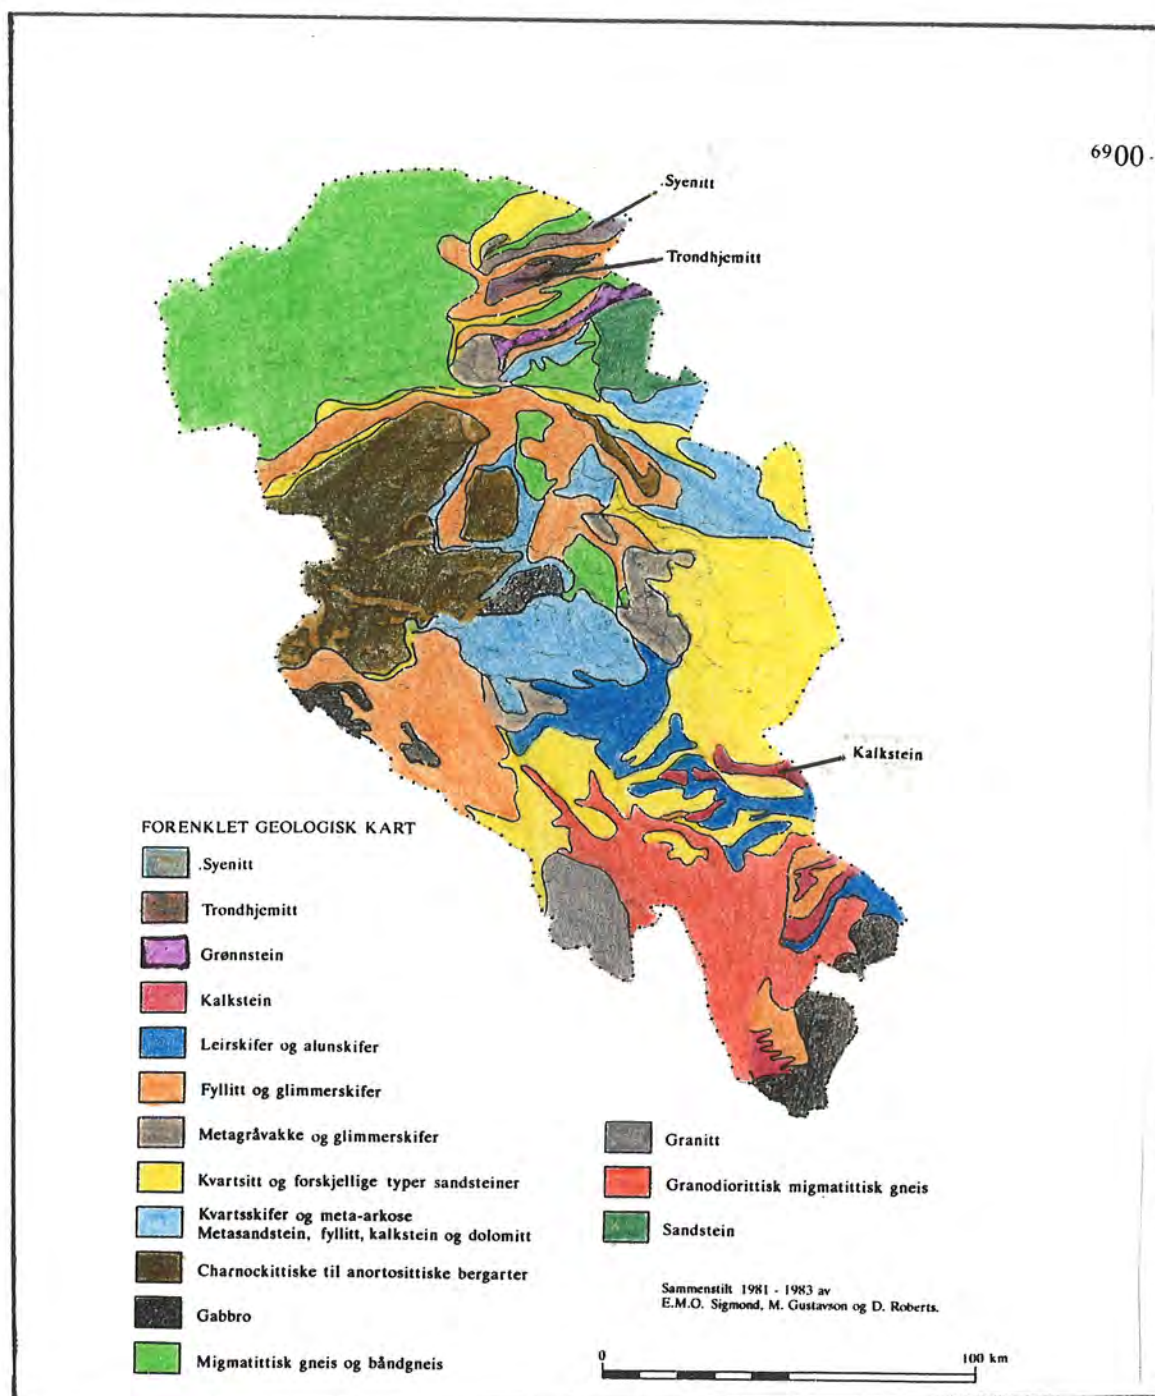 6900
.Syenitt
Trondhjemitt
Kalkstein
FORENKLET GEOLOGISK KART
.Syenitt
Trondhjemitt
Grønnstein
Kalkstein
Leirskifer og alunskifer
Fyllitt og glimmerskifer
Metagråvakke og glimmerskifer
Kvartsitt og forskjellige typer sandsteiner
Kvartsskifer og meta-arkose
Metasandstein, fyllitt, kalkstein og dolomitt
Charnockittiske til anortosittiske bergarter
Gabbro
Migmatittisk gneis og båndgneis
Granitt
Granodiorittisk migmatittisk gneis
Sandstein
Sammenstilt 1981 - 1983 av
E.M.O. Sigmond, M. Gustavson og D. Roberts.
0 100 km